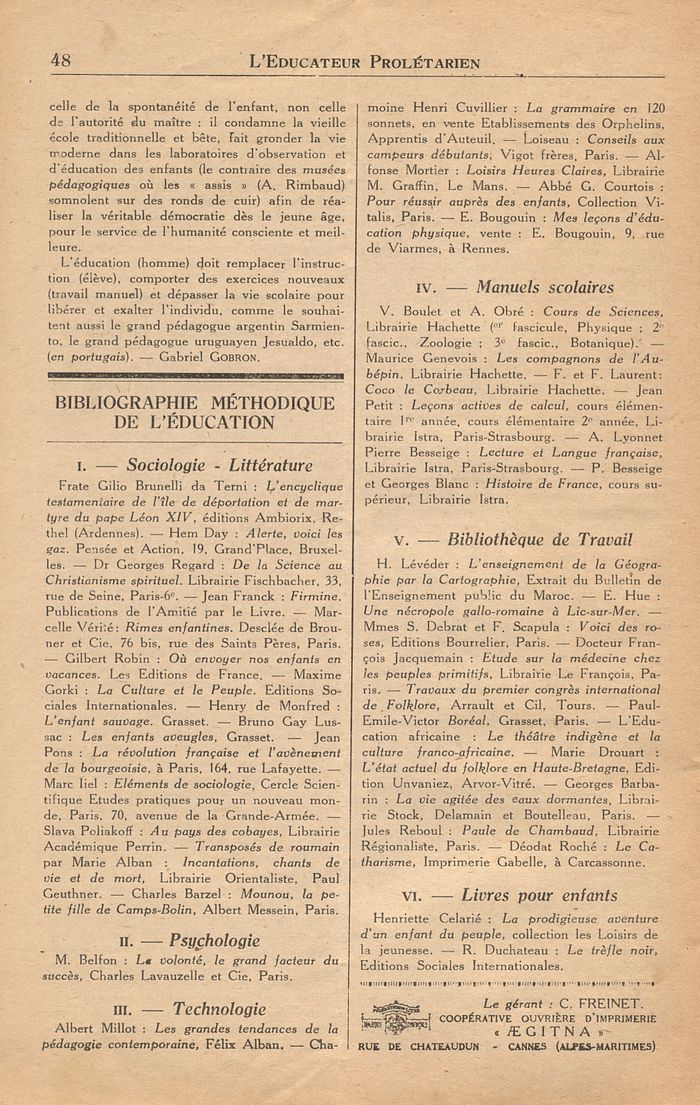 48
L'EDUCATEUR PROLÉTARIEN
celle de la spontanéité de l'enfant, non celle
de l'autorité du maître : il condamne la vieille
école traditionnelle et bête, fait gronder la vie
moderne dans les laboratoires d'observation et
d'éducation des enfants (le contraire des musées
pédagogiques où les « assis » (A. Rimbaud)
somnolent sur des ronds de cuir) afin de réa-
liser la véritable démocratie dès le jeune âge,
pour le service de l'humanité consciente et meil-
leure.
L'éducation (homme) doit remplacer l'instruc-
tion (élève), comporter des exercices nouveaux
(travail manuel) et dépasser la vie scolaire pour
libérer et exalter l'individu, comme le souhai-
tent aussi le grand pédagogue argentin Sarmien-
to, le grand pédagogue uruguayen Jesualdo, etc.
(en portugais). — Gabriel GOBRON.
BIBLIOGRAPHIE MÉTHODIQUE
DE L'ÉDUCATION
I. — Sociologie - Littérature
Frate Gilio Brunelli da Terni : L'encyclique
testamentaire de l'île de déportation et de mar-
tyre du pape Léon XIV, éditions Ambiorix, Re-
thel (Ardennes). — Hem Day : Alerte, voici les
gaz. Pensée et Action, 19, Grand'Place, Bruxel-
les. — Dr Georges Regard : De la Science au
Christianisme spirituel. Librairie Fischbacher, 33,
rue de Seine, Paris-6e. — Jean Franck : Firmine.
Publications de l'Amitié par le Livre. — Mar-
celle Vérité: Rimes enfantines. Desclée de Brou-
ner et Cie, 76 bis, rue des Saints Pères, Paris.
— Gilbert Robin : Où envoyer nos enfants en
vacances. Les Editions de France. — Maxime
Gorki : La Culture et le Peuple. Editions So-
ciales Internationales. — Henry de Monfred :
L'enfant sauvage. Grasset. — Bruno Gay Lus-
sac : Les enfants aveugles, Grasset. — Jean
Pons : La révolution française et l'avènement
de la bourgeoisie, à Paris, 164, rue Lafayette. —
Marc Iiel : Eléments de sociologie, Cercle Scien-
tifique Etudes pratiques pour un nouveau mon-
de, Paris, 70, avenue de la Grande-Armée. —
Slava Poliakoff : Au pays des cobayes, Librairie
Académique Perrin. — Transposés de roumain
par Marie Alban : Incantations, chants de
vie et de mort, Librairie Orientaliste, Paul
Geuthner. — Charles Barzel : Mounou, la pe-
tite fille de Camps-Bolin, Albert Messein, Paris.
II. — Psychologie
M. Belfon : La volonté, le grand facteur du
succès, Charles Lavauzelle et Cie, Paris.
III. — Technologie
Albert Millot : Les grandes tendances de la
pédagogie contemporaine, Félix Alban. — Cha-
moine Henri Cuvillier : La grammaire en 120
sonnets, en vente Etablissements des Orphelins,
Apprentis d'Auteuil. — Loiseau : Conseils aux
campeurs débutants, Vigot frères, Paris. — Al-
fonse Mortier : Loisirs Heures Claires, Librairie
M. Graffin, Le Mans. — Abbé G. Courtois :
Pour réussir auprès des enfants, Collection Vi-
talis, Paris. — E. Bougouin : Mes leçons d'édu-
cation physique, vente : E. Bougouin, 9, rue
de Viarmes, à Rennes.
IV. — Manuels scolaires
V. Boulet et A. Obré : Cours de Sciences,
Librairie Hachette (er fascicule, Physique ; 2e
fascic., Zoologie ; 3e fascic., Botanique). —
Maurice Genevois : Les compagnons de l'Au-
bépin, Librairie Hachette. — F. et F. Laurent:
Coco le Corbeau, Librairie Hachette. — Jean
Petit : Leçons actives de calcul, cours élémen-
taire 1re année, cours élémentaire 2e année, Li-
brairie Istra, Paris-Strasbourg. — A. Lyonnet
Pierre Besseige : Lecture et Langue française,
Librairie Istra, Paris-Strasbourg. — P. Besseige
et Georges Blanc : Histoire de France, cours su-
périeur, Librairie Istra.
V. — Bibliothèque de Travail
H. Lévéder : L'enseignement de la Géogra-
phie par la Cartographie, Extrait du Bulletin de
l'Enseignement public du Maroc. — E. Hue :
Une nécropole gallo-romaine à Lic-sur-Mer. —
Mmes S. Debrat et F. Scapula : Voici des ro-
ses, Editions Bourrelier, Paris. — Docteur Fran-
çois Jacquemain : Etude sur la médecine chez
les peuples primitifs, Librairie Le François, Pa-
ris. — Travaux du premier congrès international
de Folklore, Arrault et Cil, Tours. — Paul-
Emile-Victor Boréal, Grasset, Paris. — L'Edu-
cation africaine : Le théâtre indigène et la
culture franco-africaine. — Marie Drouart :
L'état actuel du folklore en Haute-Bretagne, Edi-
tion Unvaniez, Arvor-Vitré. — Georges Barba-
rin : La vie agitée des eaux dormantes, Librai-
rie Stock, Delamain et Boutelleau, Paris. —
Jules Reboul : Paule de Chambaud, Librairie
Régionaliste, Paris. — Déodat Roché : Le Ca-
tharisme, Imprimerie Gabelle, à Carcassonne.
VI. — Livres pour enfants
Henriette Celarié : La prodigieuse aventure
d'un enfant du peuple, collection les Loisirs de
la jeunesse. — R. Duchateau : Le trèfle noir,
Editions Sociales Internationales.
Le gérant : C. FREINET.
COOPÉRATIVE OUVRIÈRE D'IMPRIMERIE
« ÆGITNA »
RUE DE CHATEAUDUN - CANNES (ALPES-MARITIMES)